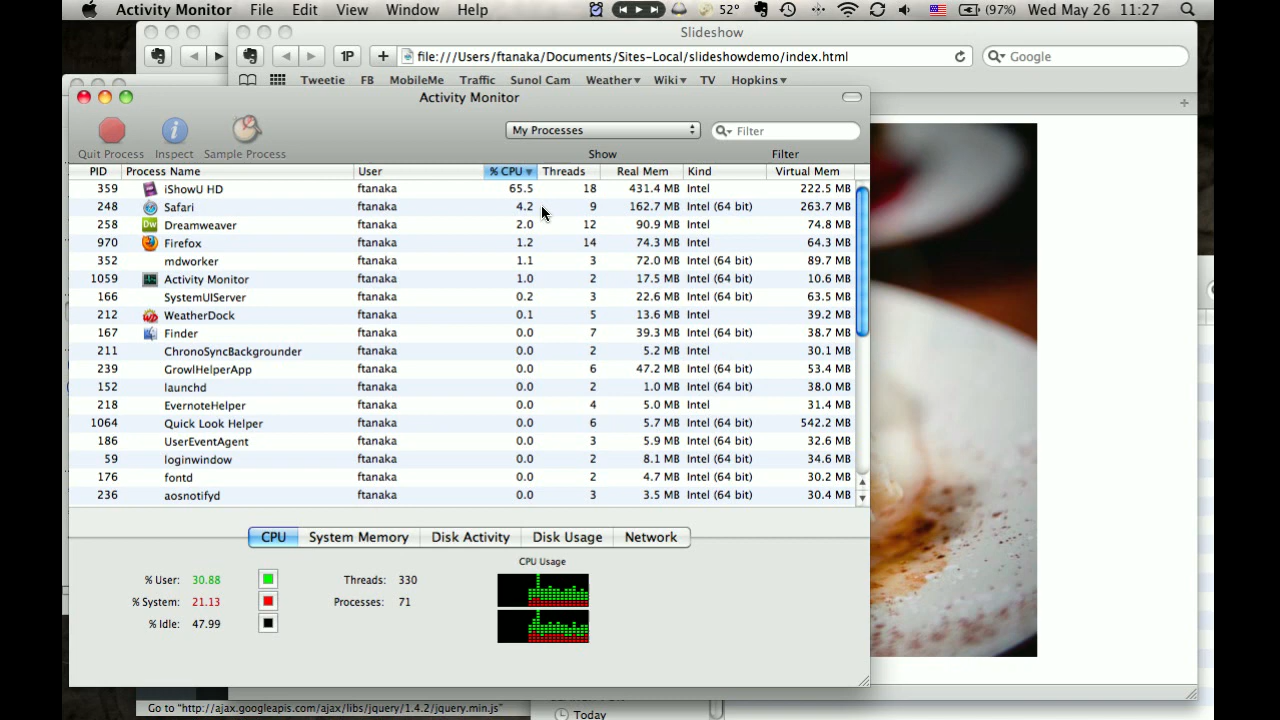 Activity Monitor File Edit View Window Help 52° (97%) Wed May 26 11:27
Slideshow
1P + file:///Users/ftanaka/Documents/Sites-Local/slideshowdemo/index.html Google
Tweetie FB MobileMe Traffic Sunol Cam Weather▾ Wiki▾ TV Hopkins▾
Activity Monitor
My Processes Filter
Quit Process Inspect Sample Process Show Filter
PID Process Name User % CPU Threads Real Mem Kind Virtual Mem
359 iShowU HD ftanaka 65.5 18 431.4 MB Intel 222.5 MB
248 Safari ftanaka 4.2 9 162.7 MB Intel (64 bit) 263.7 MB
258 Dw Dreamweaver ftanaka 2.0 12 90.9 MB Intel 74.8 MB
970 Firefox ftanaka 1.2 14 74.3 MB Intel 64.3 MB
352 mdworker ftanaka 1.1 3 72.0 MB Intel (64 bit) 89.7 MB
1059 Activity Monitor ftanaka 1.0 2 17.5 MB Intel (64 bit) 10.6 MB
166 SystemUIServer ftanaka 0.2 3 22.6 MB Intel (64 bit) 63.5 MB
212 WeatherDock ftanaka 0.1 5 13.6 MB Intel 39.2 MB
167 Finder ftanaka 0.0 7 39.3 MB Intel (64 bit) 38.7 MB
211 ChronoSyncBackgrounder ftanaka 0.0 2 5.2 MB Intel 30.1 MB
239 GrowlHelperApp ftanaka 0.0 6 47.2 MB Intel (64 bit) 53.4 MB
152 launchd ftanaka 0.0 2 1.0 MB Intel (64 bit) 38.0 MB
218 EvernoteHelper ftanaka 0.0 4 5.0 MB Intel 31.4 MB
1064 Quick Look Helper ftanaka 0.0 6 5.7 MB Intel (64 bit) 542.2 MB
186 UserEventAgent ftanaka 0.0 3 5.9 MB Intel (64 bit) 32.6 MB
59 loginwindow ftanaka 0.0 2 8.1 MB Intel (64 bit) 34.6 MB
176 fontd ftanaka 0.0 2 4.7 MB Intel (64 bit) 30.2 MB
236 aosnotifyd ftanaka 0.0 3 3.5 MB Intel (64 bit) 30.4 MB
CPU System Memory Disk Activity Disk Usage Network
CPU Usage
% User: 30.88 Threads: 330
% System: 21.13 Processes: 71
% Idle: 47.99
Go to "http://ajax.googleapis.com/ajax/libs/jquery/1.4.2/jquery.min.js"
Today